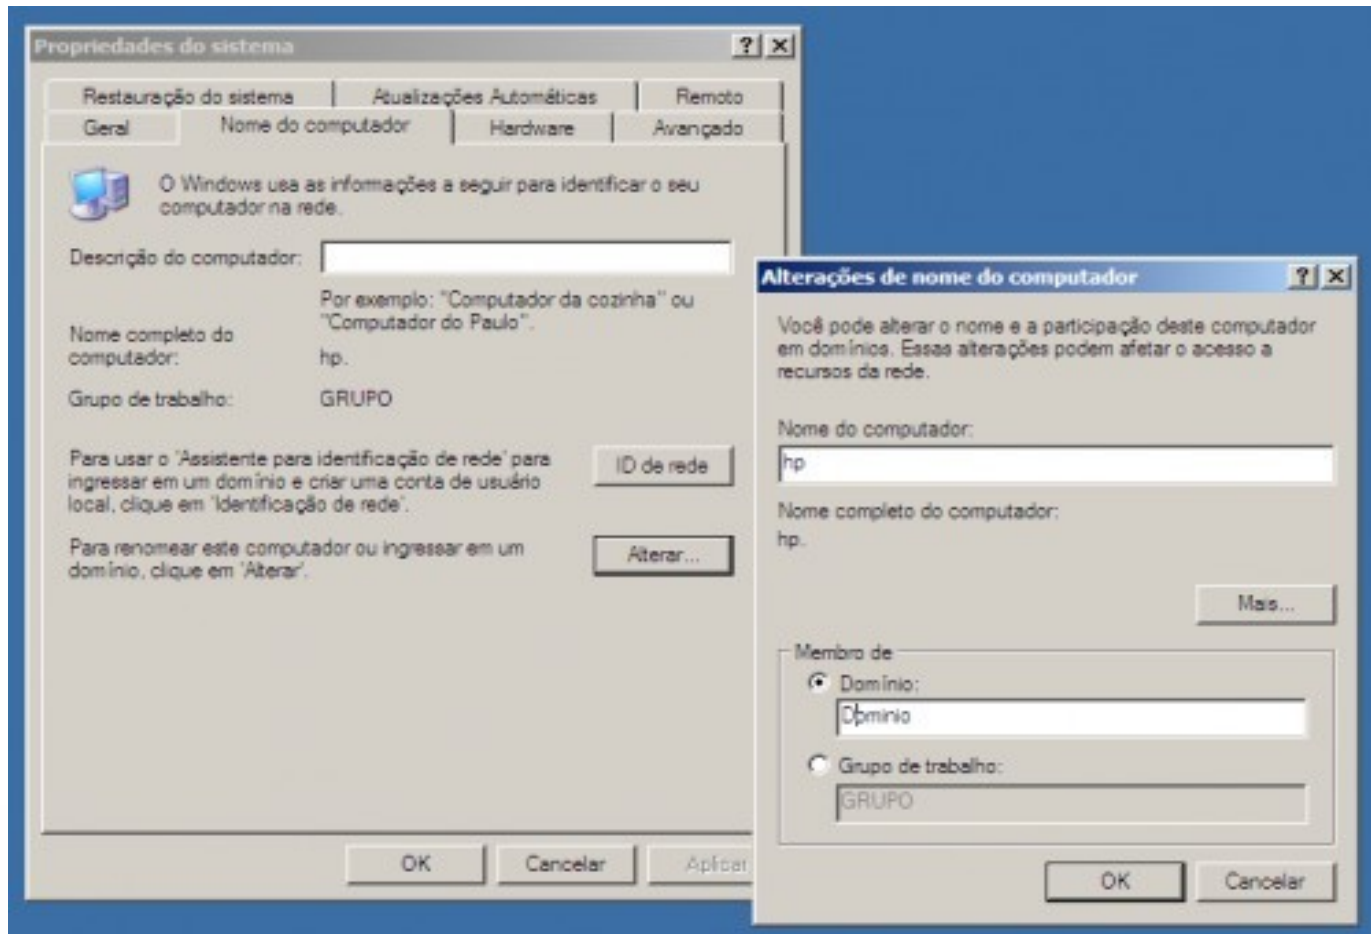 Propriedades do sistema
Restauração do sistema
Atualizações Automáticas
Remoto
Geral
Nome do computador
Hardware
Avançado
O Windows usa as informações a seguir para identificar o seu
computador na rede.
Descrição do computador:
Por exemplo: "Computador da cozinha" ou
"Computador do Paulo".
Nome completo do
computador:
hp.
Grupo de trabalho:
GRUPO
Para usar o 'Assistente para identificação de rede' para
ingressar em um domínio e criar uma conta de usuário
local, clique em 'Identificação de rede'.
ID de rede
Para renomear este computador ou ingressar em um
domínio, clique em 'Alterar'.
Alterar...
OK
Cancelar
Aplicar
Alterações de nome do computador
Você pode alterar o nome e a participação deste computador
em domínios. Essas alterações podem afetar o acesso a
recursos da rede.
Nome do computador:
hp
Nome completo do computador:
hp.
Mais...
Membro de
Domínio:
Dominio
Grupo de trabalho:
GRUPO
OK
Cancelar